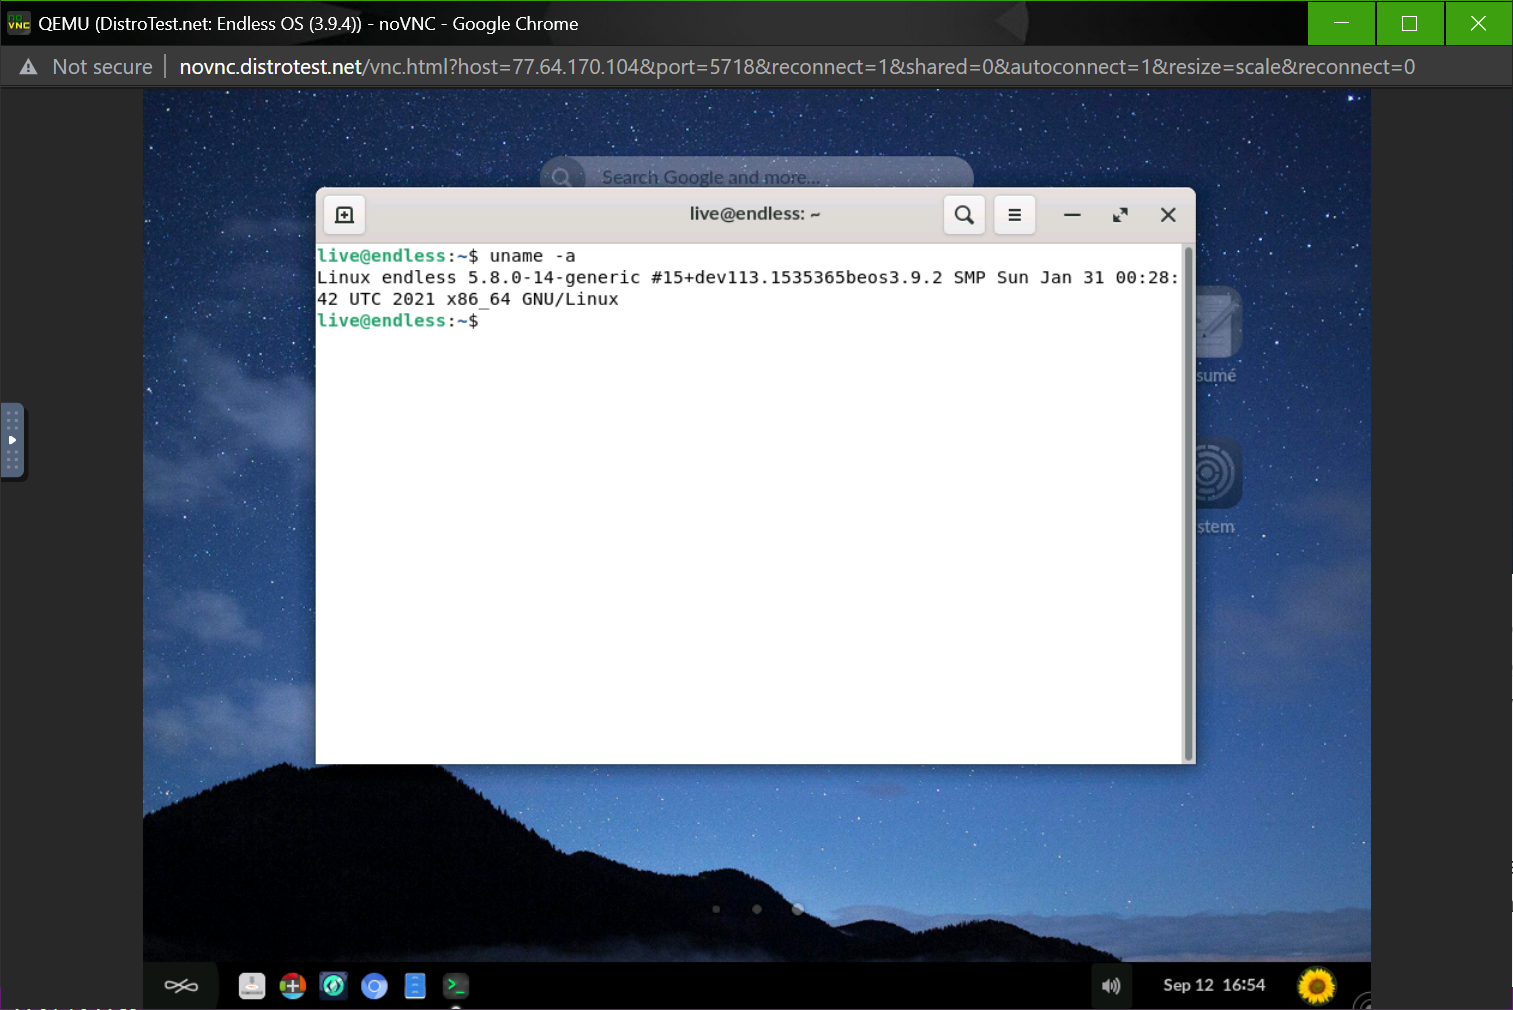 QEMU (DistroTest.net: Endless OS (3.9.4)) - noVNC - Google Chrome
Not secure | novnc.distrotest.net/vnc.html?host=77.64.170.104&port=5718&reconnect=1&shared=0&autoconnect=1&resize=scale&reconnect=0
Search Google and more...
live@endless: ~
live@endless:~$ uname -a
Linux endless 5.8.0-14-generic #15+dev113.1535365beos3.9.2 SMP Sun Jan 31 00:28:
42 UTC 2021 x86_64 GNU/Linux
live@endless:~$
sumé
stem
Sep 12 16:54